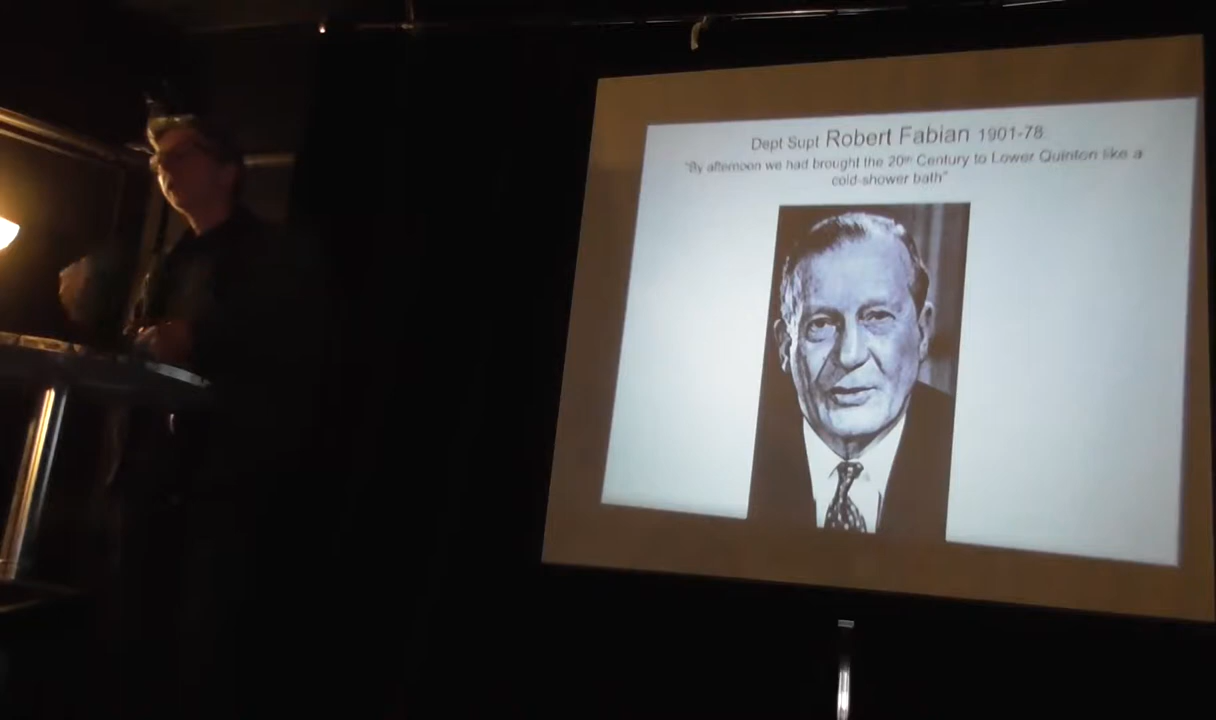 Dept Supt Robert Fabian 1901-78
"By afternoon we had brought the 20th Century to Lower Quinton like a
cold-shower bath"